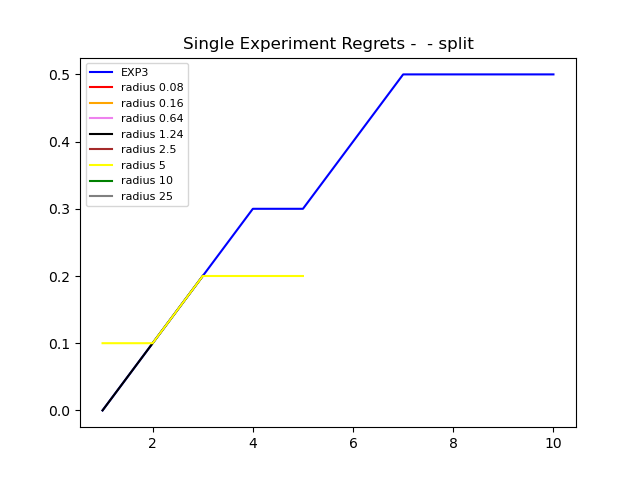 Single Experiment Regrets -  - split
EXP3
radius 0.08
radius 0.16
radius 0.64
radius 1.24
radius 2.5
radius 5
radius 10
radius 25
0.5
0.4
0.3
0.2
0.1
0.0
2
4
6
8
10